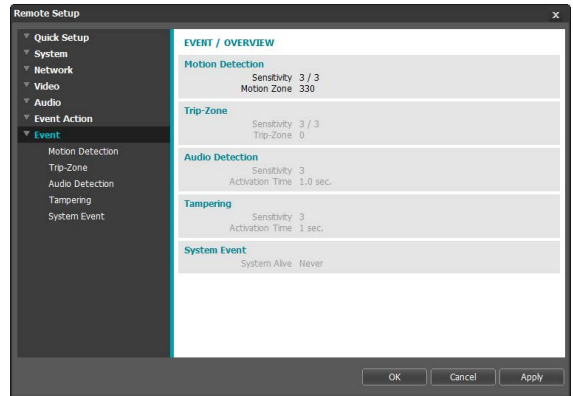 Remote Setup
x
Quick Setup
System
Network
Video
Audio
Event Action
Event
Motion Detection
Trip-Zone
Audio Detection
Tampering
System Event
EVENT / OVERVIEW
Motion Detection
Sensitivity 3 / 3
Motion Zone 330
Trip-Zone
Sensitivity 3 / 3
Trip-Zone 0
Audio Detection
Sensitivity 3
Activation Time 1.0 sec.
Tampering
Sensitivity 3
Activation Time 1 sec.
System Event
System Alive Never
OK Cancel Apply